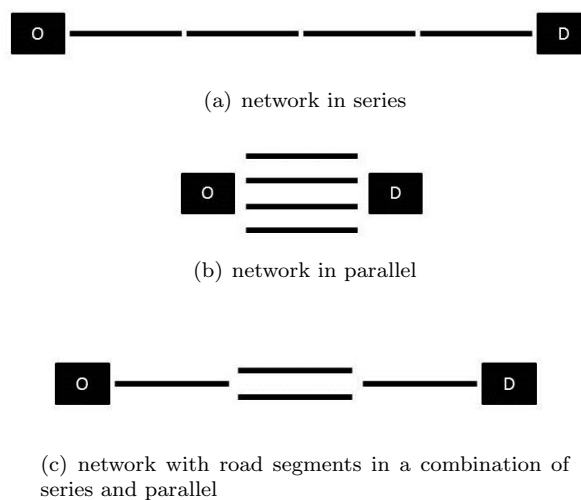 O D
(a) network in series
O D
(b) network in parallel
O D
(c) network with road segments in a combination of
series and parallel